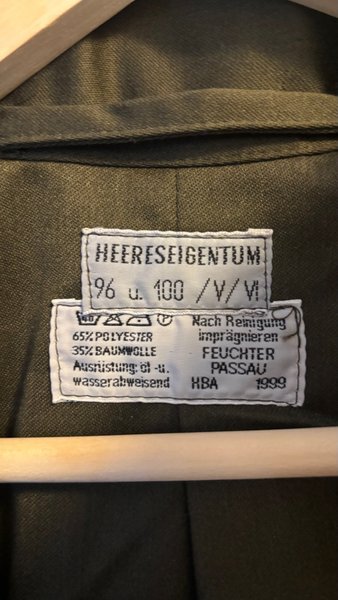 HEERESEIGENTUM
96 u. 100 /V/VI
Nach Reinigung
65% POLYESTER imprägnieren
35% BAUMWOLLE FEUCHTER
Ausrüstung: öl -u. PASSAU
wasserabweisend HBA 1999